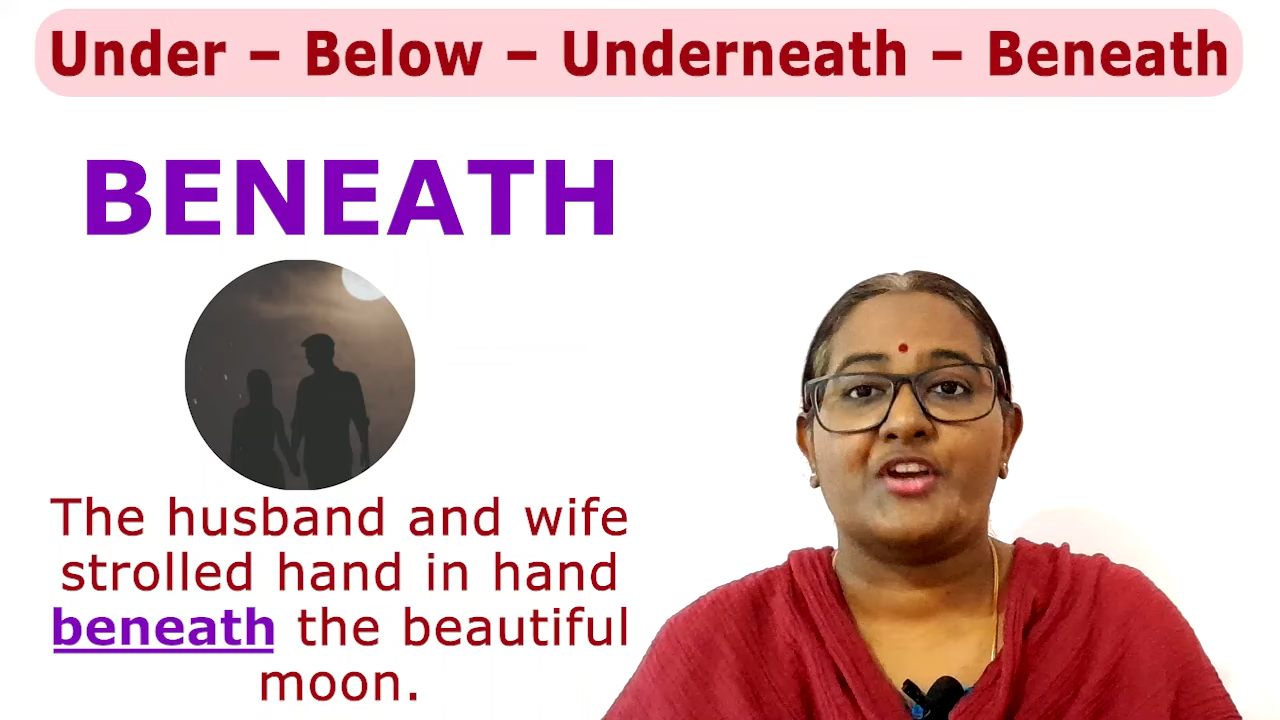 Under – Below – Underneath – Beneath
BENEATH
The husband and wife
strolled hand in hand
beneath the beautiful
moon.